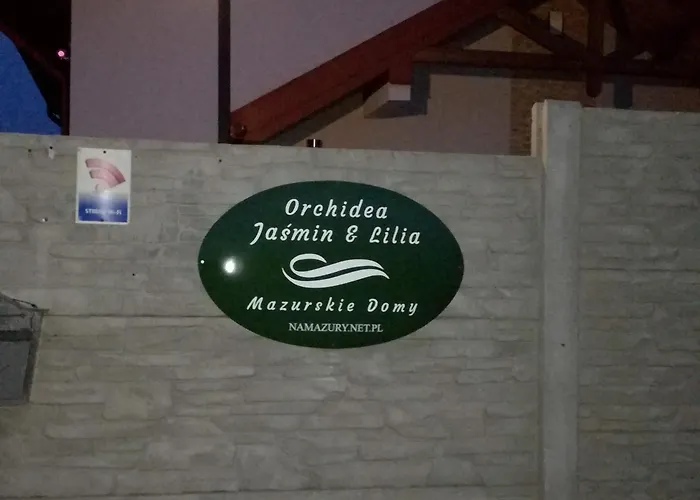 Orchidea
Jaśmin & Lilia
Mazurskie Domy
NAMAZURY.NET.PL